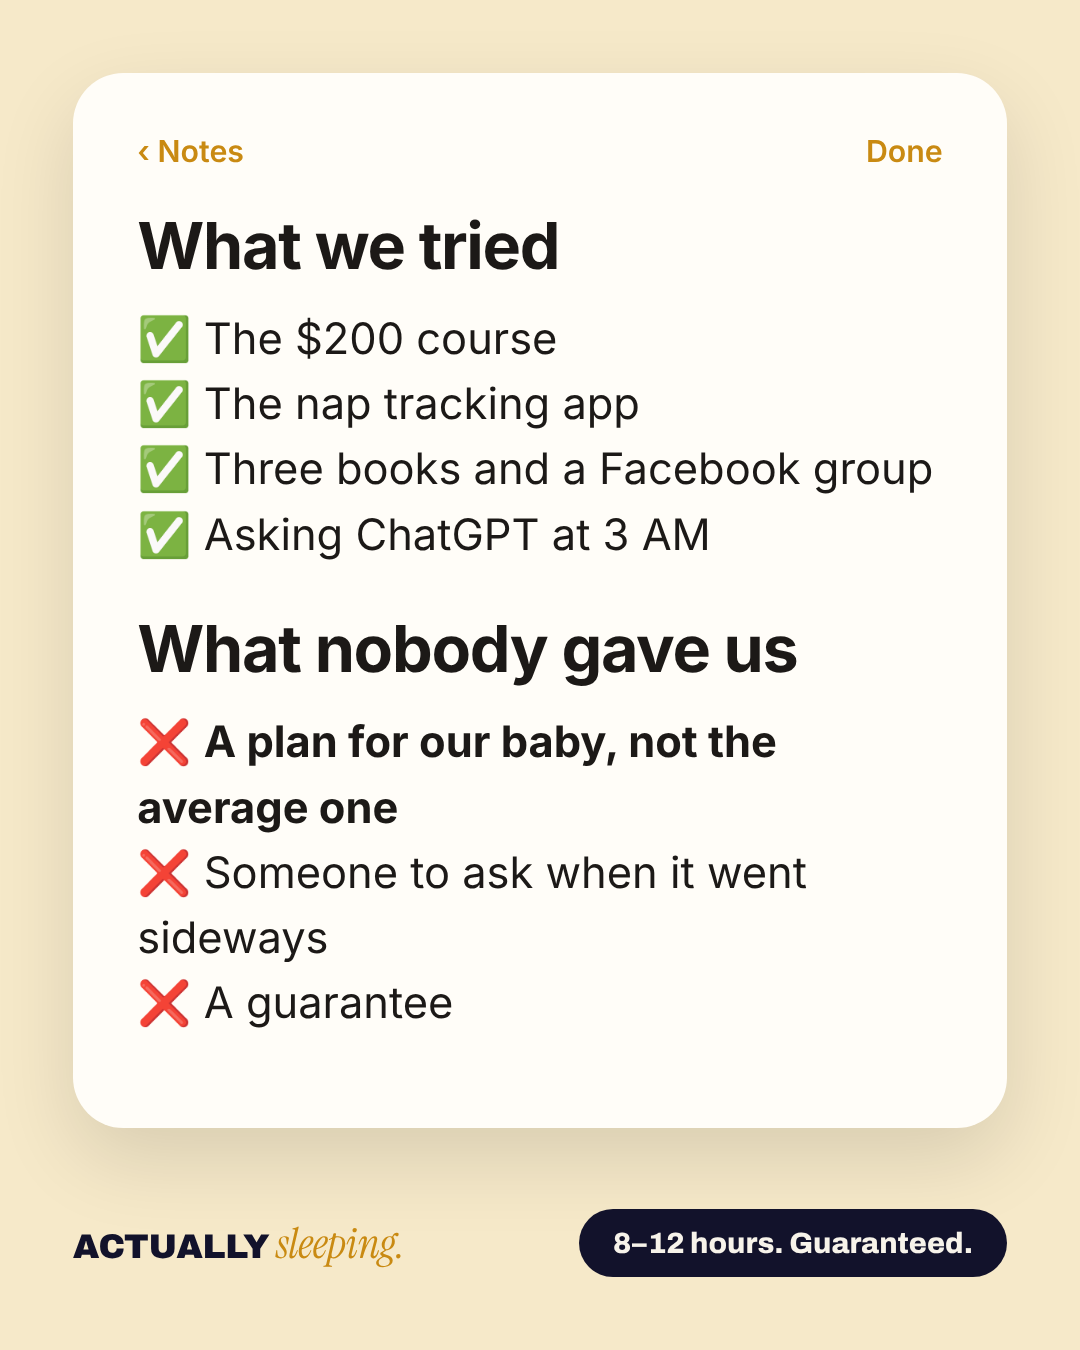 ‹ Notes
Done
What we tried
✅ The $200 course
✅ The nap tracking app
✅ Three books and a Facebook group
✅ Asking ChatGPT at 3 AM
What nobody gave us
❌ A plan for our baby, not the
average one
❌ Someone to ask when it went
sideways
❌ A guarantee
ACTUALLY sleeping.
8–12 hours. Guaranteed.